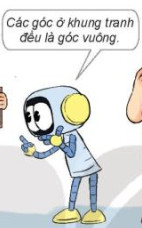 Các góc ở khung tranh
đều là góc vuông.